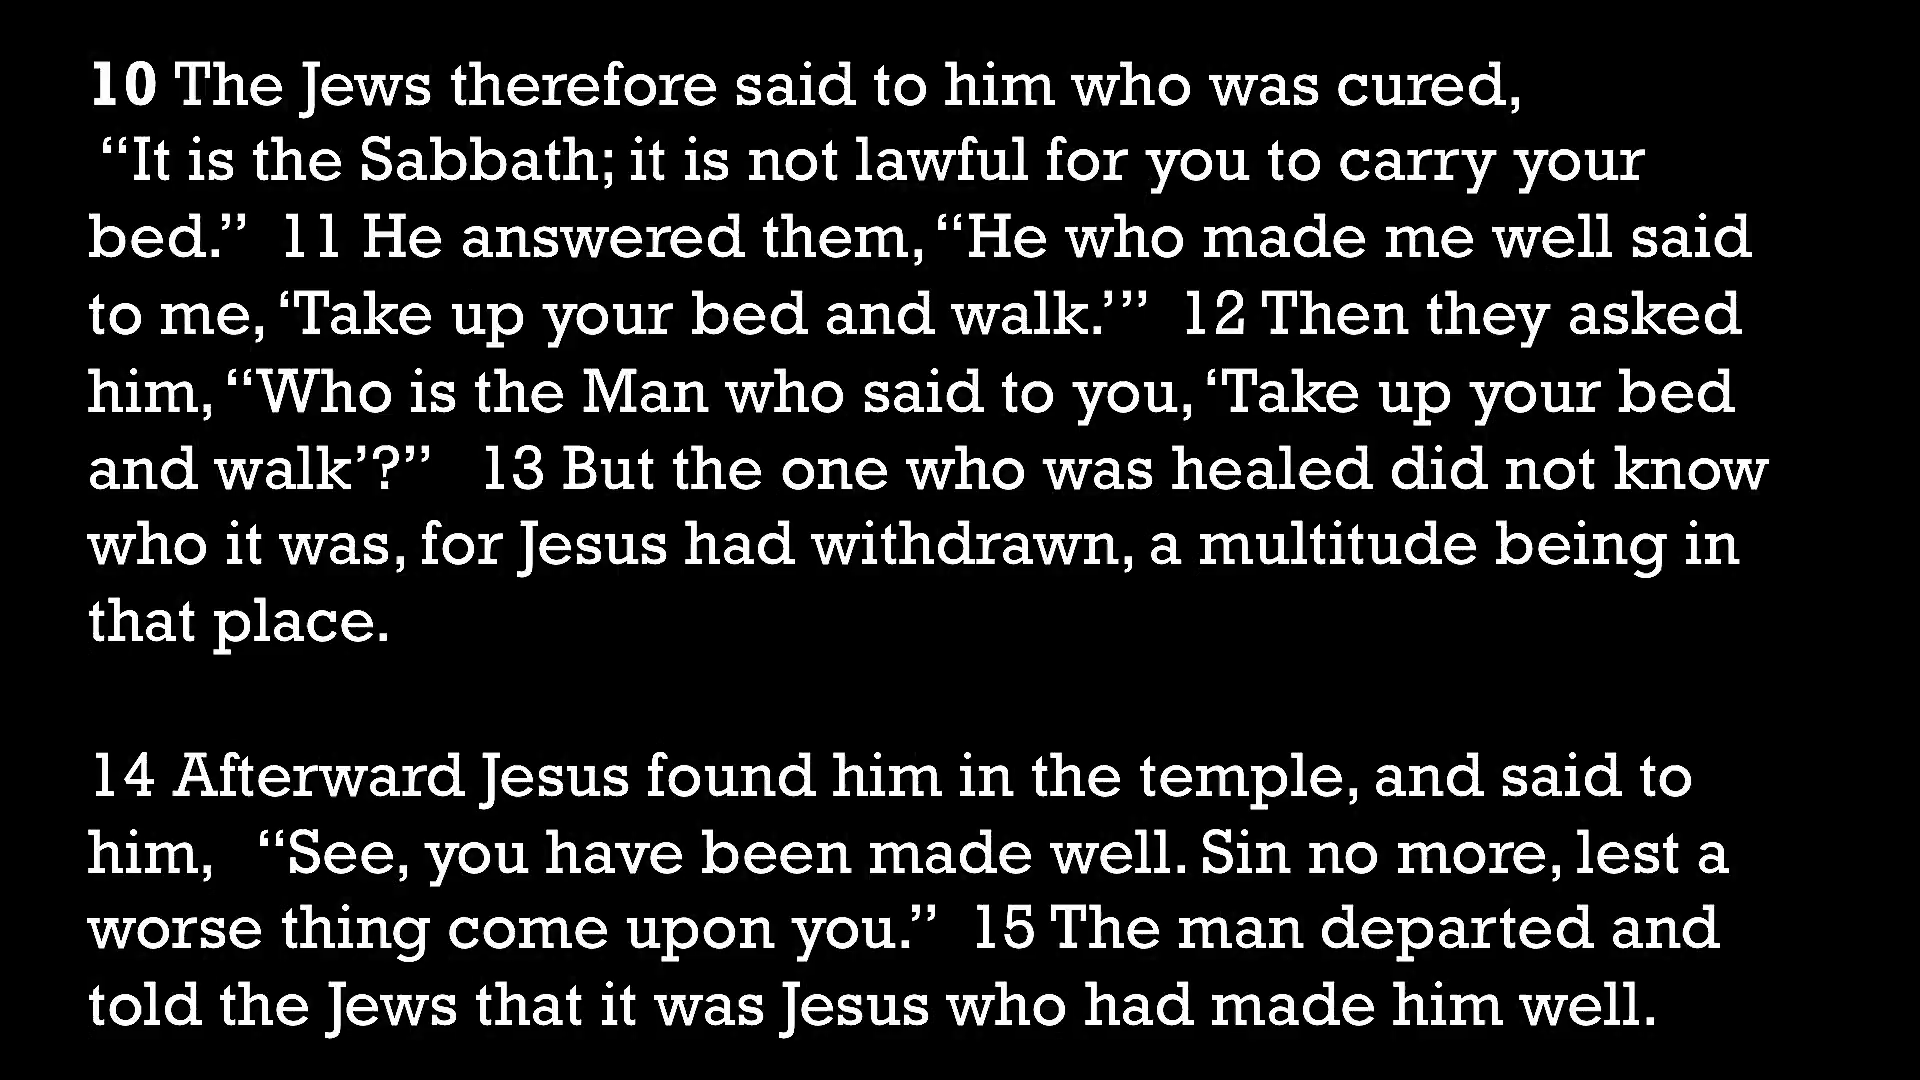 10 The Jews therefore said to him who was cured,
“It is the Sabbath; it is not lawful for you to carry your
bed.” 11 He answered them, “He who made me well said
to me, ‘Take up your bed and walk.’” 12 Then they asked
him, “Who is the Man who said to you, ‘Take up your bed
and walk’?” 13 But the one who was healed did not know
who it was, for Jesus had withdrawn, a multitude being in
that place.
14 Afterward Jesus found him in the temple, and said to
him, “See, you have been made well. Sin no more, lest a
worse thing come upon you.” 15 The man departed and
told the Jews that it was Jesus who had made him well.